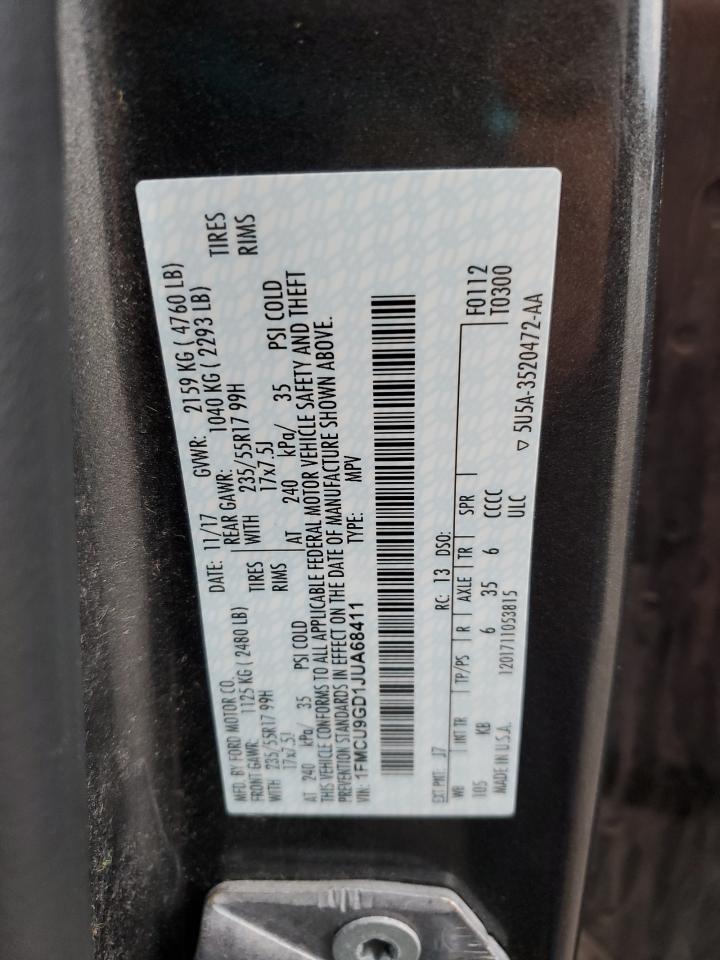 MFD. BY FORD MOTOR CO.
DATE: 11/17 GVWR: 2159 KG ( 4760 LB)
FRONT GAWR: 1125 KG ( 2480 LB) REAR GAWR: 1040 KG ( 2293 LB)
WITH 235/55R17 99H TIRES WITH 235/55R17 99H TIRES
17x7.5J RIMS 17x7.5J RIMS
AT 240 kPa/ 35 PSI COLD AT 240 kPa/ 35 PSI COLD
THIS VEHICLE CONFORMS TO ALL APPLICABLE FEDERAL MOTOR VEHICLE SAFETY AND THEFT
PREVENTION STANDARDS IN EFFECT ON THE DATE OF MANUFACTURE SHOWN ABOVE.
VIN: 1FMCU9GD1JUA68411 TYPE: MPV
EXT PNT: J7 RC: 13 DSO: F0112
WB INT TR TP/PS R AXLE TR SPR T0300
105 KB 6 35 6 CCCC
MADE IN U.S.A. 1201711053815 ULC ▽ 5U5A-3520472-AA